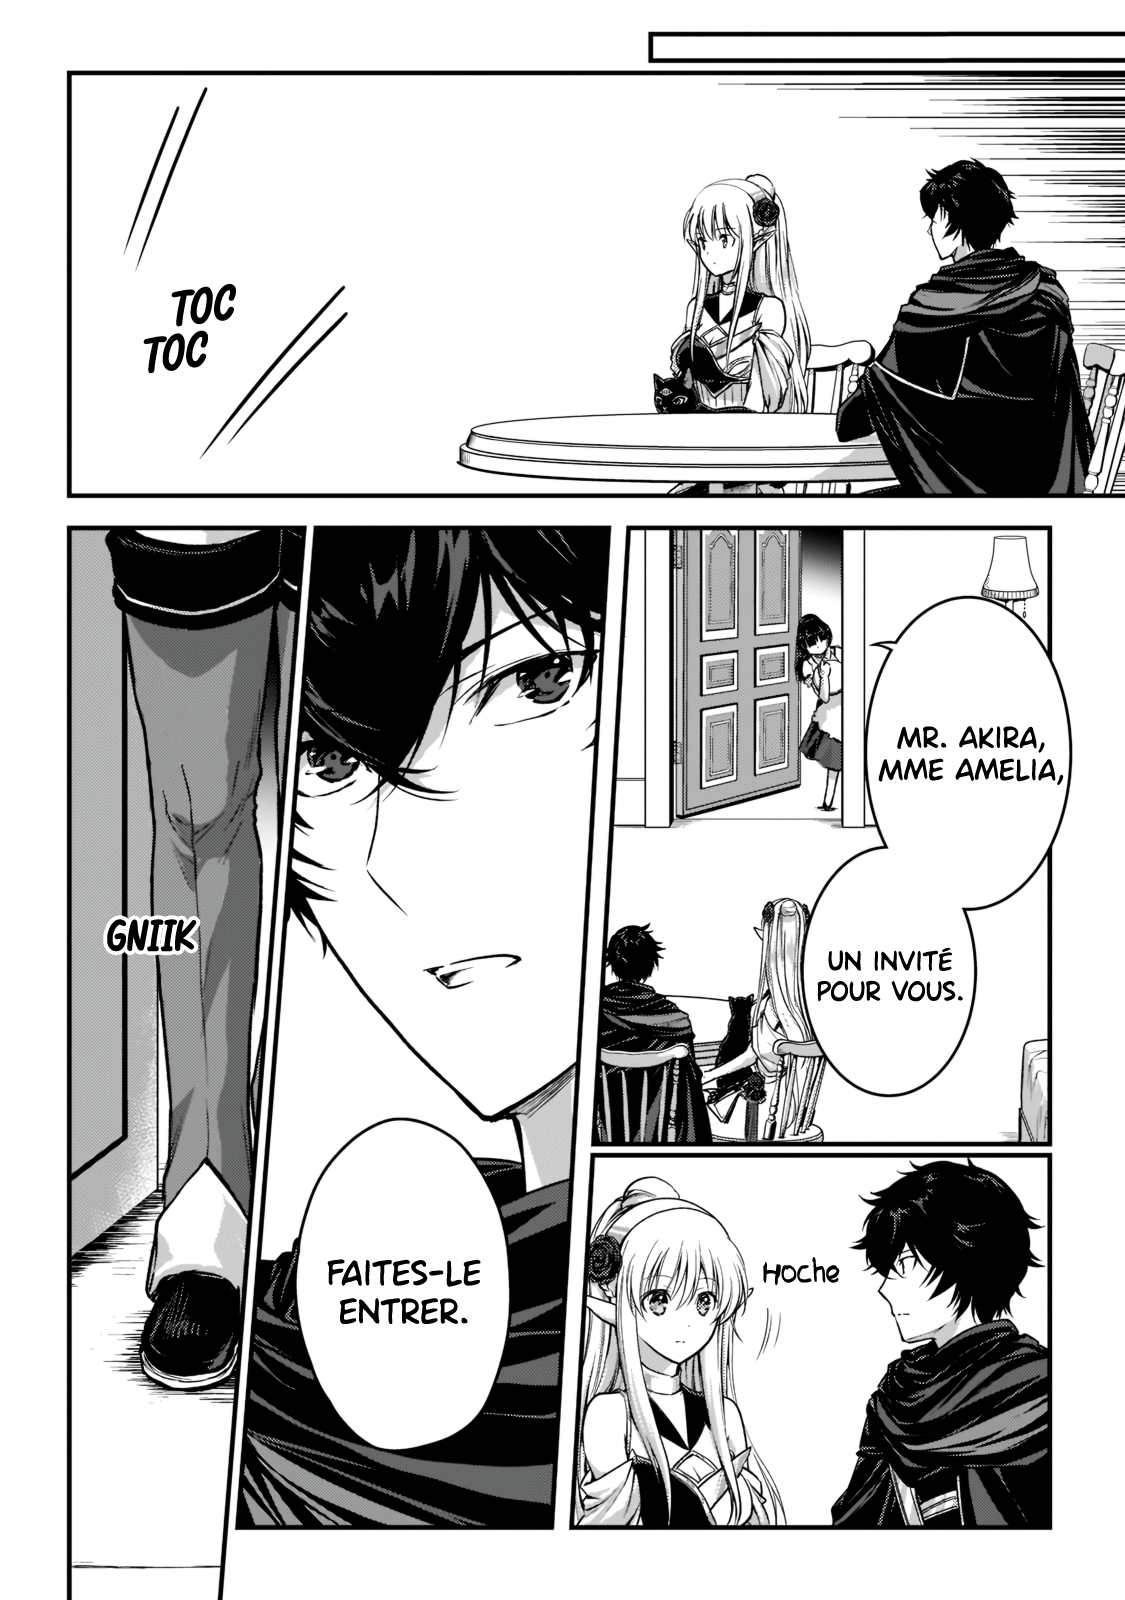 TOC
TOC
MR. AKIRA,
MME AMELIA,
UN INVITÉ
POUR VOUS.
HOCHE
FAITES-LE
ENTRER.
GNIIK